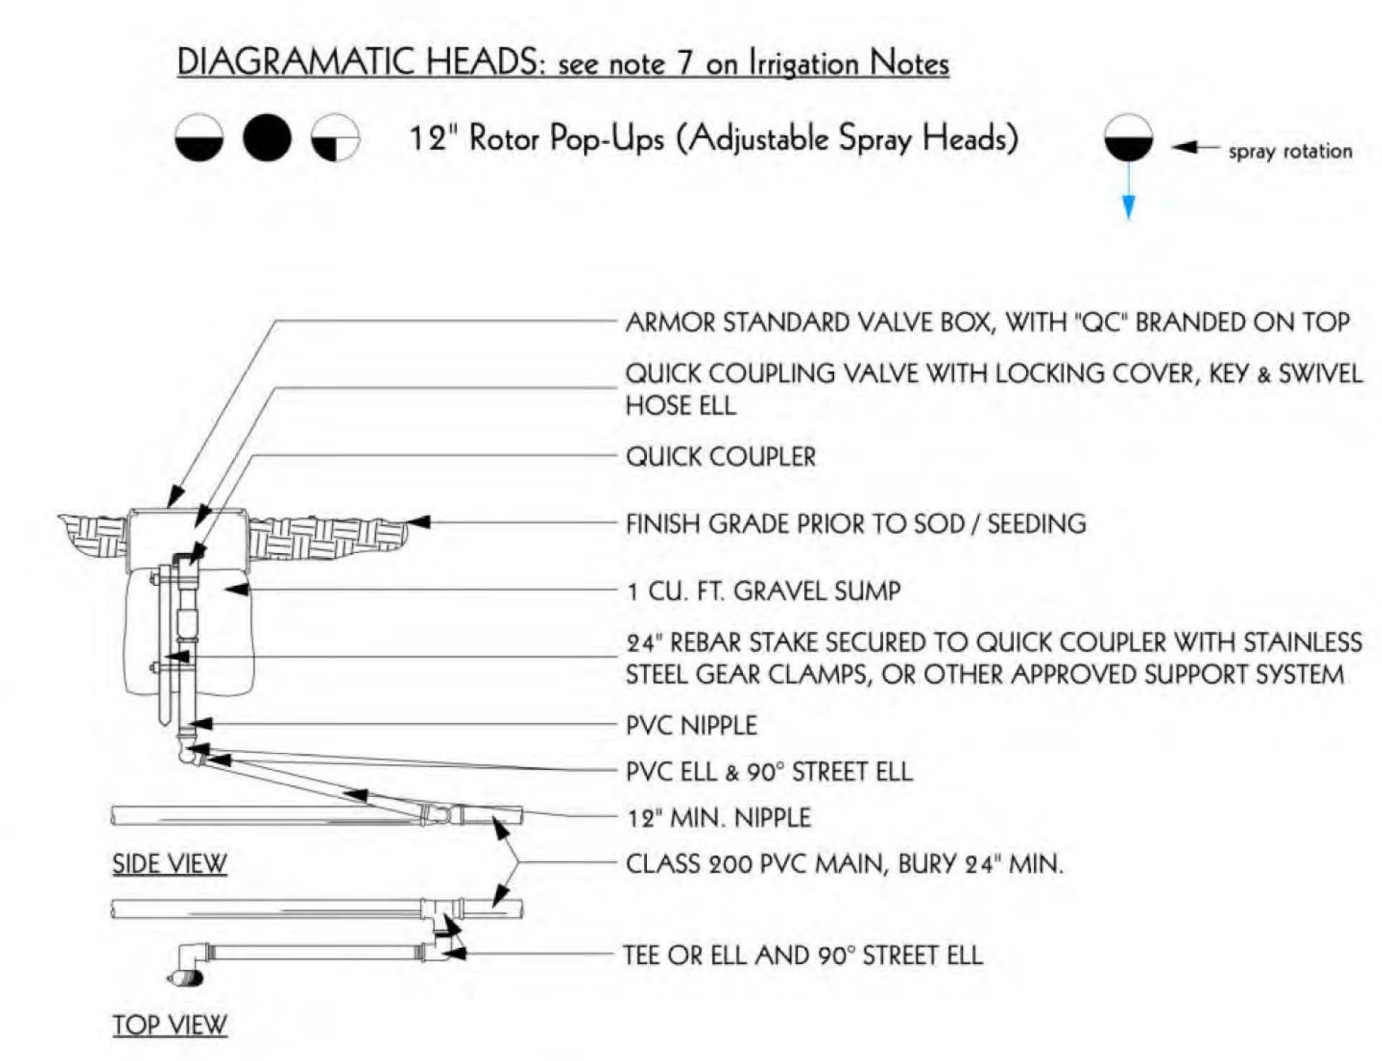 DIAGRAMATIC HEADS: see note 7 on Irrigation Notes
12" Rotor Pop-Ups (Adjustable Spray Heads)
spray rotation
ARMOR STANDARD VALVE BOX, WITH "QC" BRANDED ON TOP
QUICK COUPLING VALVE WITH LOCKING COVER, KEY & SWIVEL
HOSE ELL
QUICK COUPLER
FINISH GRADE PRIOR TO SOD / SEEDING
1 CU. FT. GRAVEL SUMP
24" REBAR STAKE SECURED TO QUICK COUPLER WITH STAINLESS
STEEL GEAR CLAMPS, OR OTHER APPROVED SUPPORT SYSTEM
PVC NIPPLE
PVC ELL & 90° STREET ELL
12" MIN. NIPPLE
SIDE VIEW
CLASS 200 PVC MAIN, BURY 24" MIN.
TEE OR ELL AND 90° STREET ELL
TOP VIEW